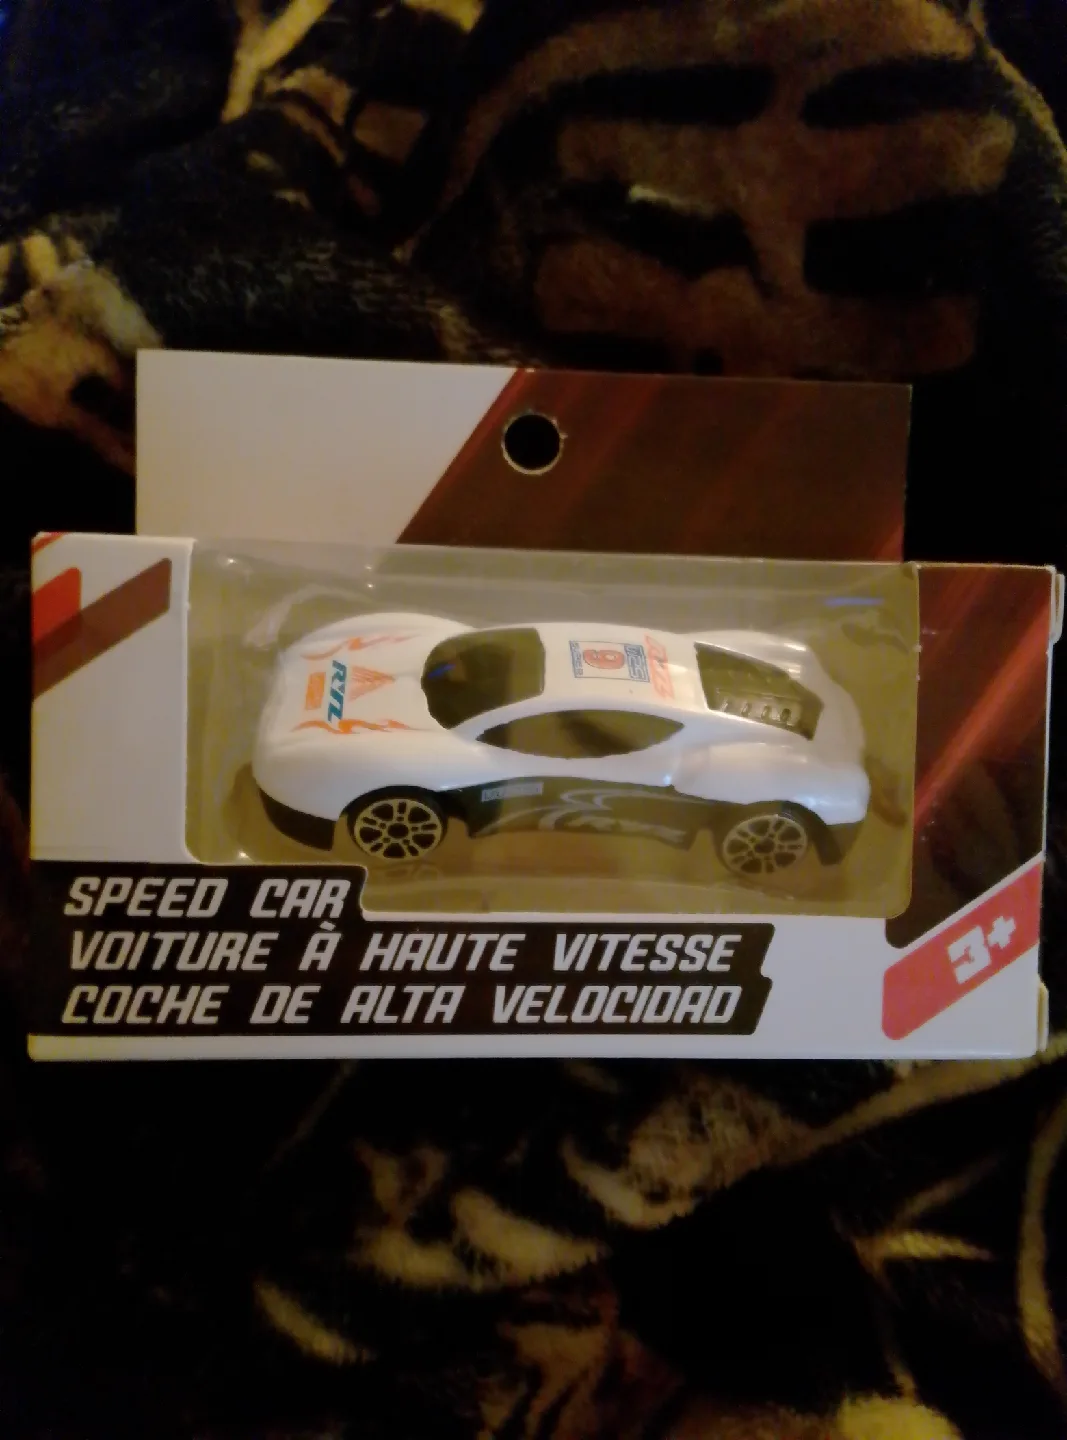 SPEED CAR
VOITURE À HAUTE VITESSE
COCHE DE ALTA VELOCIDAD
3+